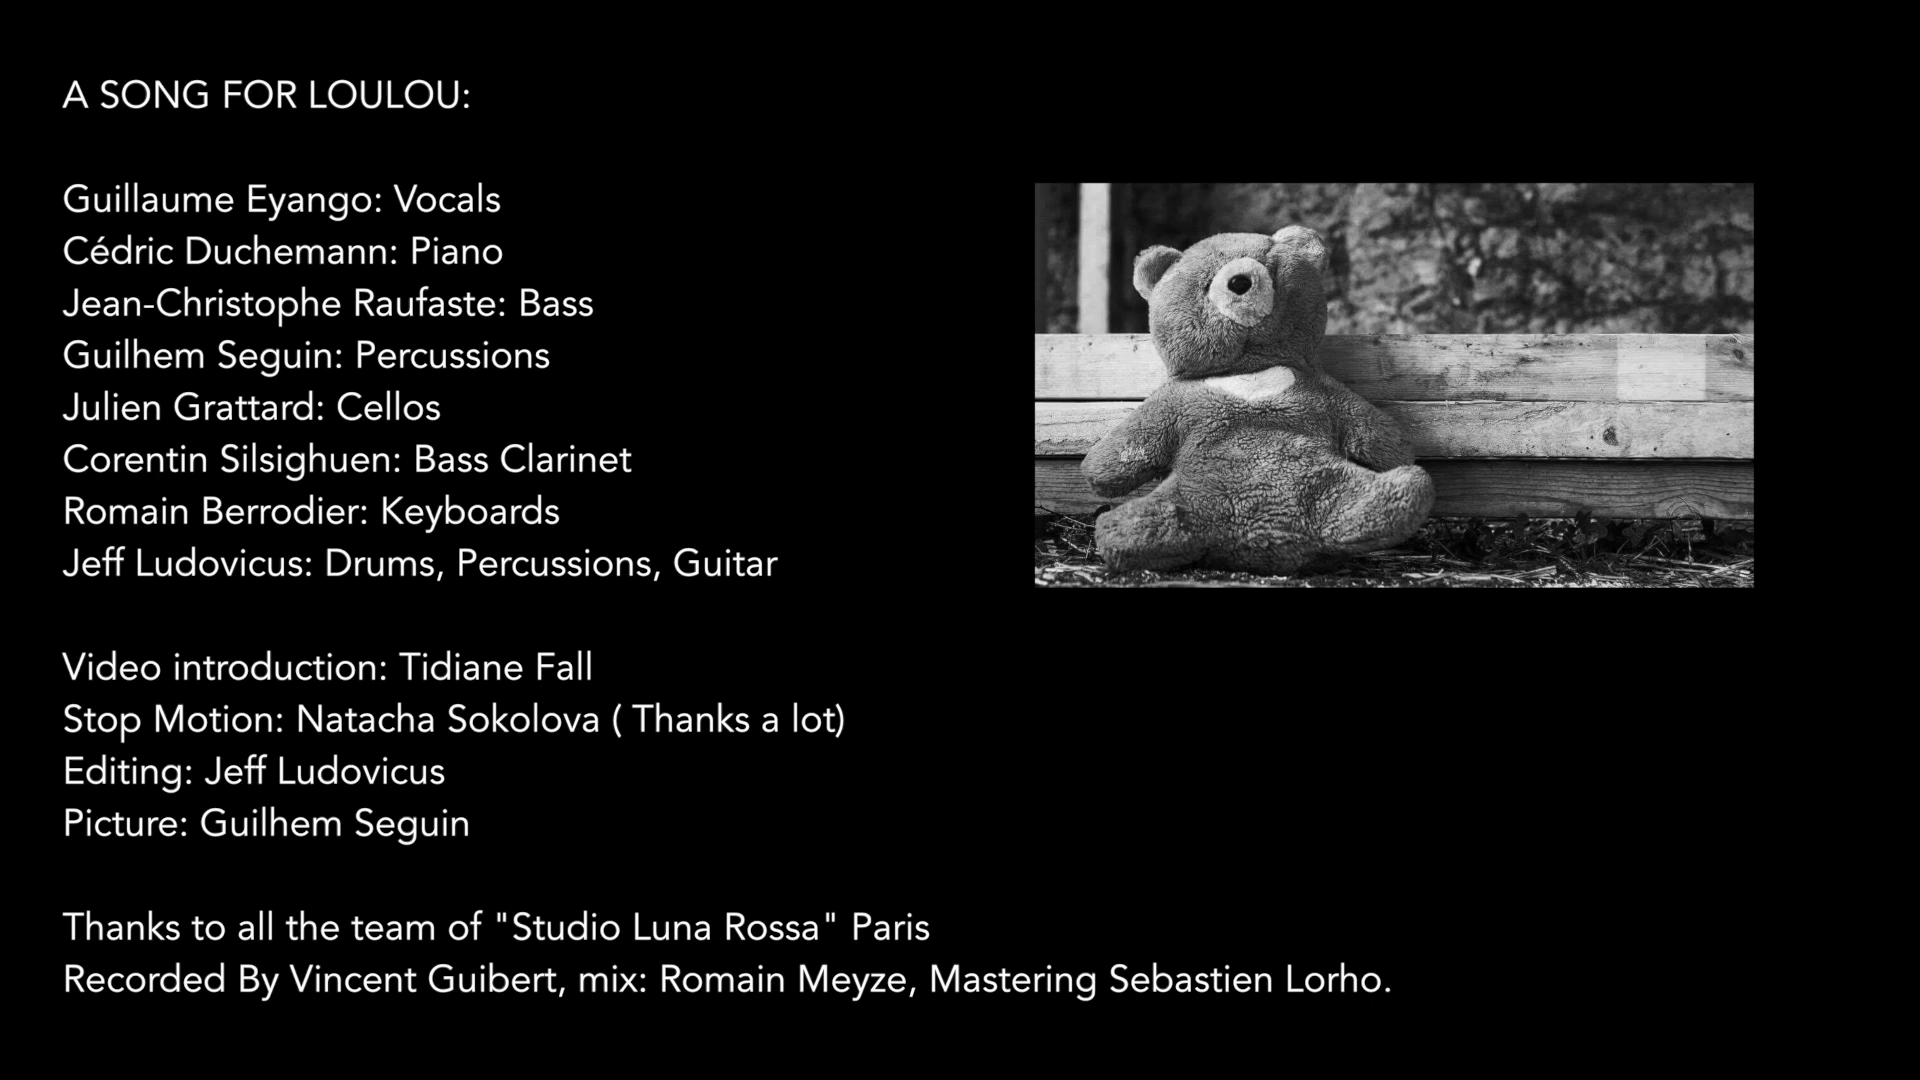 A SONG FOR LOULOU:
Guillaume Eyango: Vocals
Cédric Duchemann: Piano
Jean-Christophe Raufaste: Bass
Guilhem Seguin: Percussions
Julien Grattard: Cellos
Corentin Silsighuen: Bass Clarinet
Romain Berrodier: Keyboards
Jeff Ludovicus: Drums, Percussions, Guitar
Video introduction: Tidiane Fall
Stop Motion: Natacha Sokolova ( Thanks a lot)
Editing: Jeff Ludovicus
Picture: Guilhem Seguin
Thanks to all the team of "Studio Luna Rossa" Paris
Recorded By Vincent Guibert, mix: Romain Meyze, Mastering Sebastien Lorho.